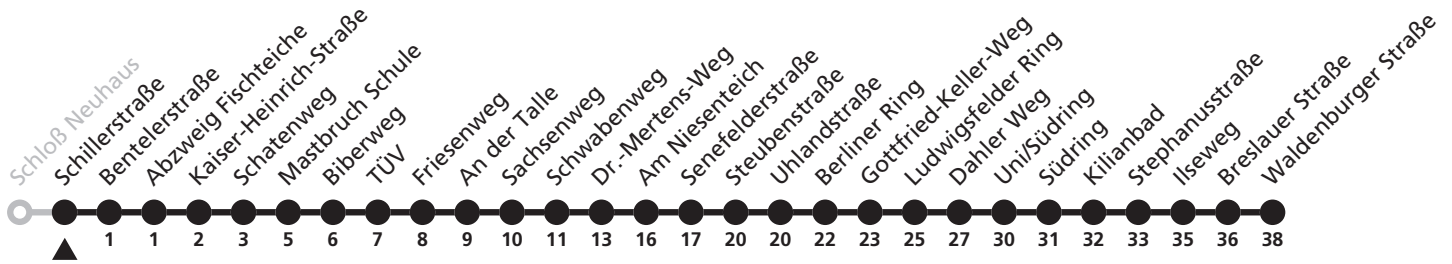 Schloß Neuhaus
Schillerstraße
Bentelerstraße
Abzweig Fischteiche
Kaiser-Heinrich-Straße
Schatenweg
Mastbruch Schule
Biberweg
TÜV
Friesenweg
An der Talle
Sachsenweg
Schwabenweg
Dr.-Mertens-Weg
Am Niesenteich
Senefelderstraße
Steubenstraße
Uhlandstraße
Berliner Ring
Gottfried-Keller-Weg
Ludwigsfelder Ring
Dahler Weg
Uni/Südring
Südring
Kilianbad
Stephanusstraße
Ilseweg
Breslauer Straße
Waldenburger Straße
1 1 2 3 5 6 7 8 9 10 11 13 16 17 20 20 22 23 25 27 30 31 32 33 35 36 38